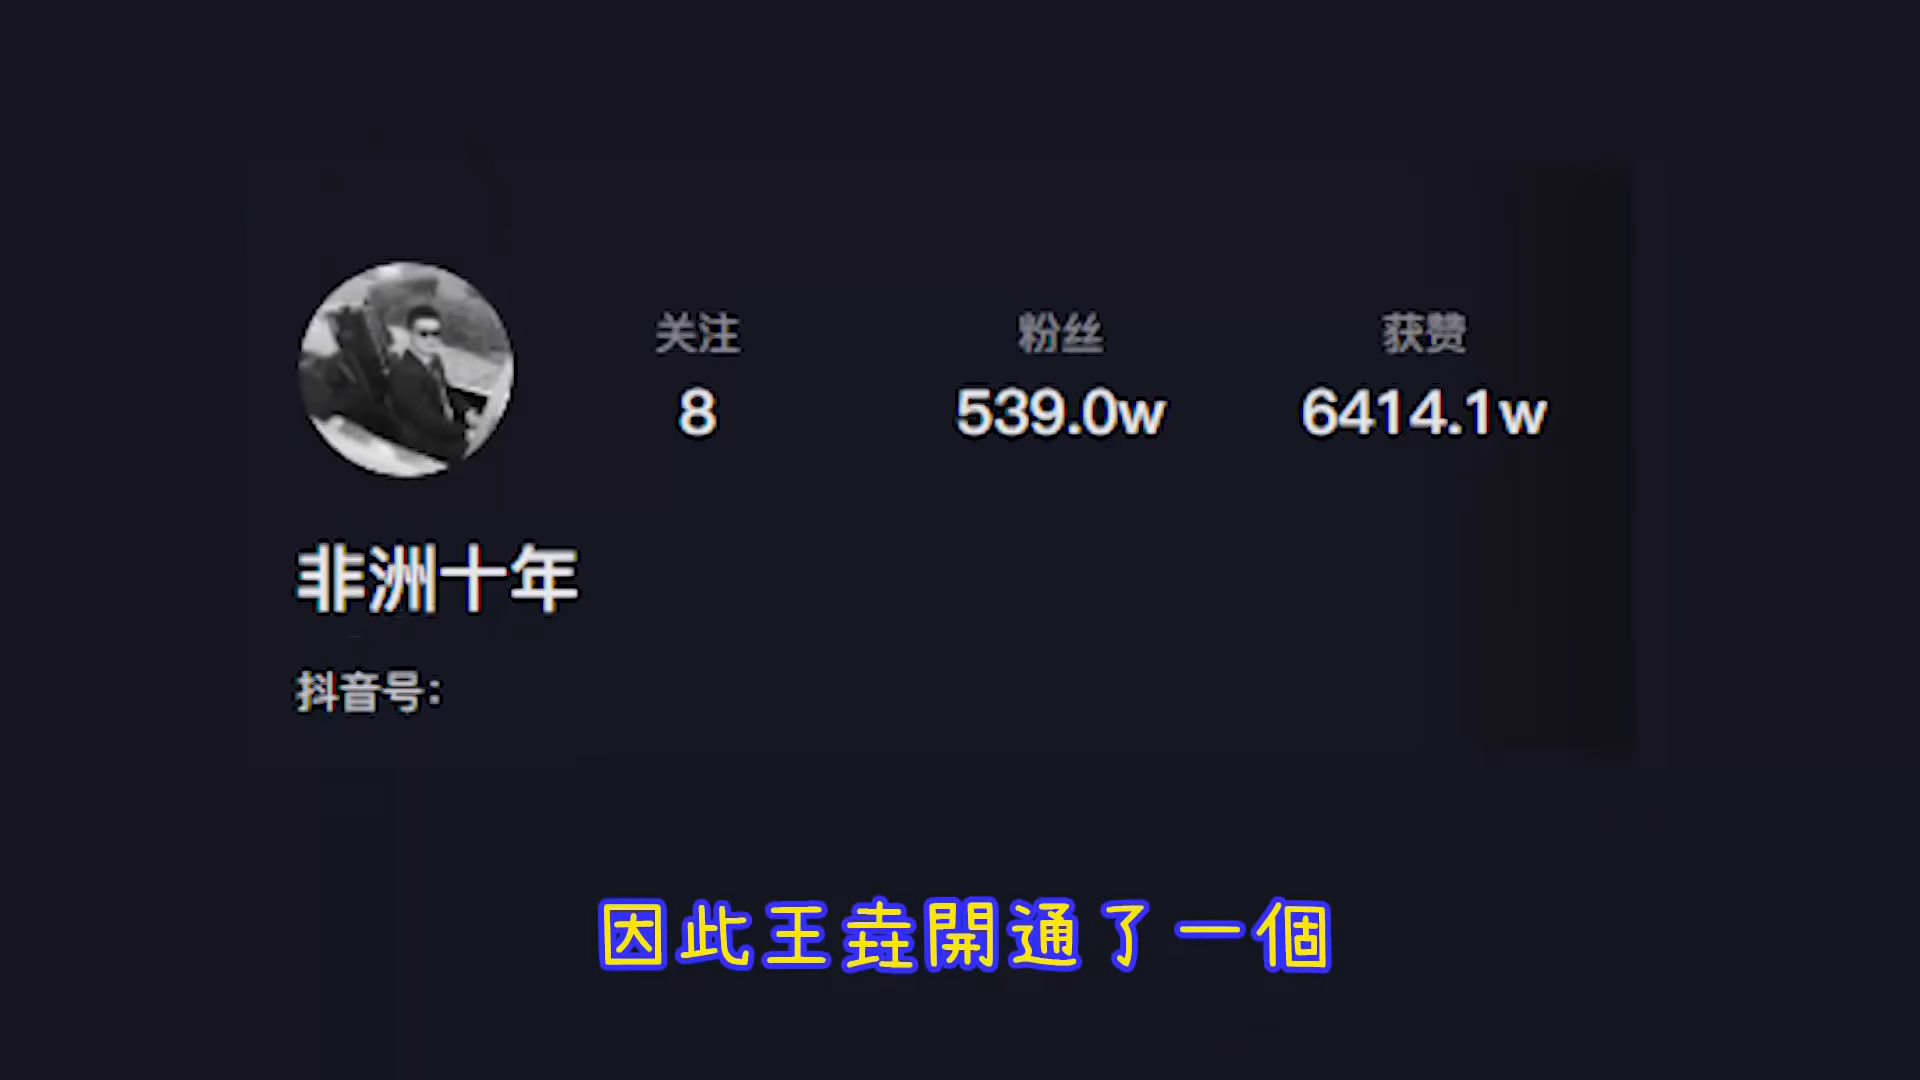 关注 粉丝 获赞
8 539.0w 6414.1w
非洲十年
抖音号:
因此王垚開通了一個